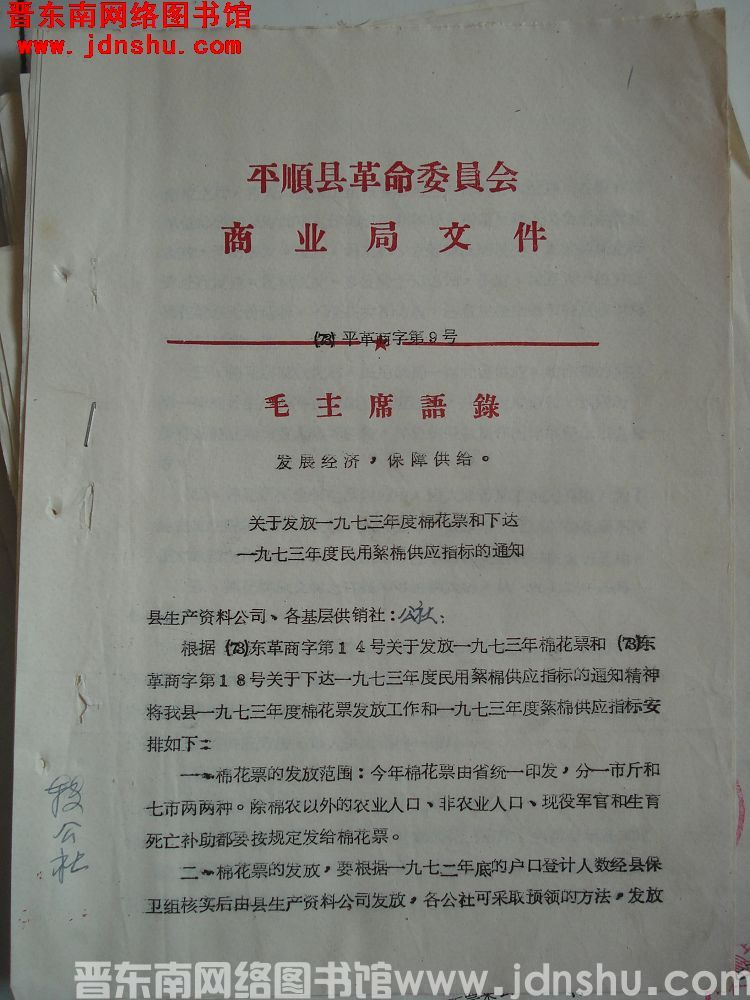 晋东南网络图书馆
www.jdnshu.com
1
平順县革命委員会
商业局文件
(73)平革商字第9号
毛主席語錄
发展经济，保障供给。
关于发放一九七三年度棉花票和下达
一九七三年度民用絮棉供应指标的通知
县生产资料公司、各基层供销社：公社：
根据(73)东革商字第14号关于发放一九七三年棉花票和(73)东
革商字第18号关于下达一九七三年度民用絮棉供应指标的通知精神
将我县一九七三年度棉花票发放工作和一九七三年度絮棉供应指标安
排如下：
一、棉花票的发放范围：今年棉花票由省统一印发，分一市斤和
七市两两种。除棉农以外的农业人口、非农业人口、现役军官和生育
死亡补助都要按规定发给棉花票。
二、棉花票的发放，要根据一九七二年底的户口登计人数经县保
卫组核实后由县生产资料公司发放，各公社可采取预领的方法，发放
公社
晋东南网络图书馆www.jdnshu.com